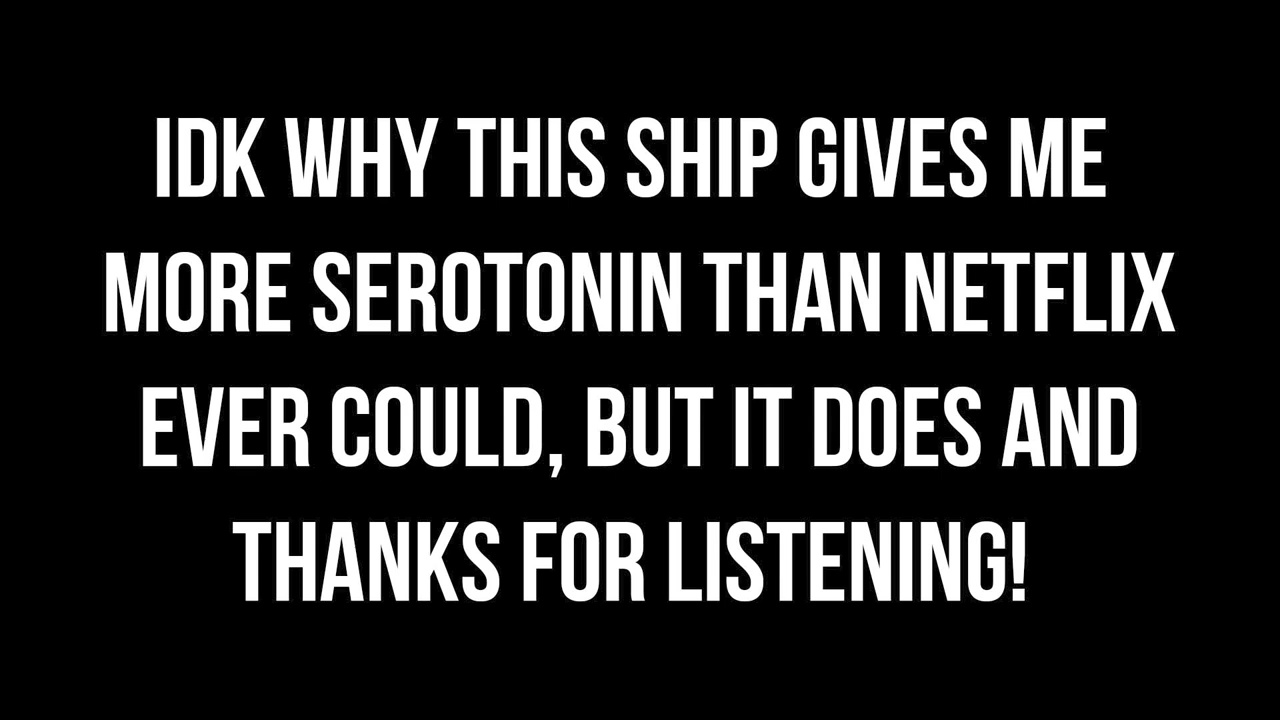 IDK WHY THIS SHIP GIVES ME
MORE SEROTONIN THAN NETFLIX
EVER COULD, BUT IT DOES AND
THANKS FOR LISTENING!